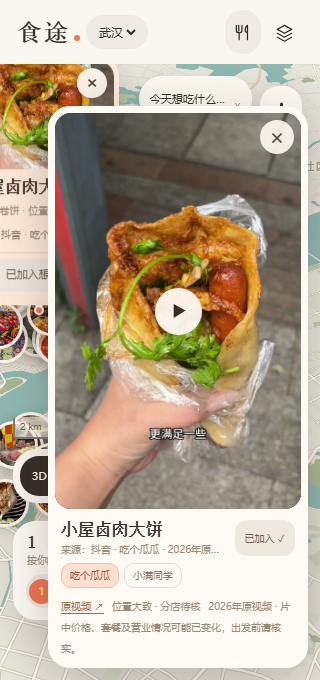 食途
武汉
今天想吃什么…
屋卤肉大
卷饼 · 位置
抖音 · 吃个
已加入想
2 km
3D
1
按你
1
更满足一些
小屋卤肉大饼
已加入 ✓
来源：抖音 · 吃个瓜瓜 · 2026年原…
吃个瓜瓜
小满同学
原视频 ↗ 位置大致 · 分店待核 2026年原视频 · 片
中价格、套餐及营业情况可能已变化，出发前请核
实。